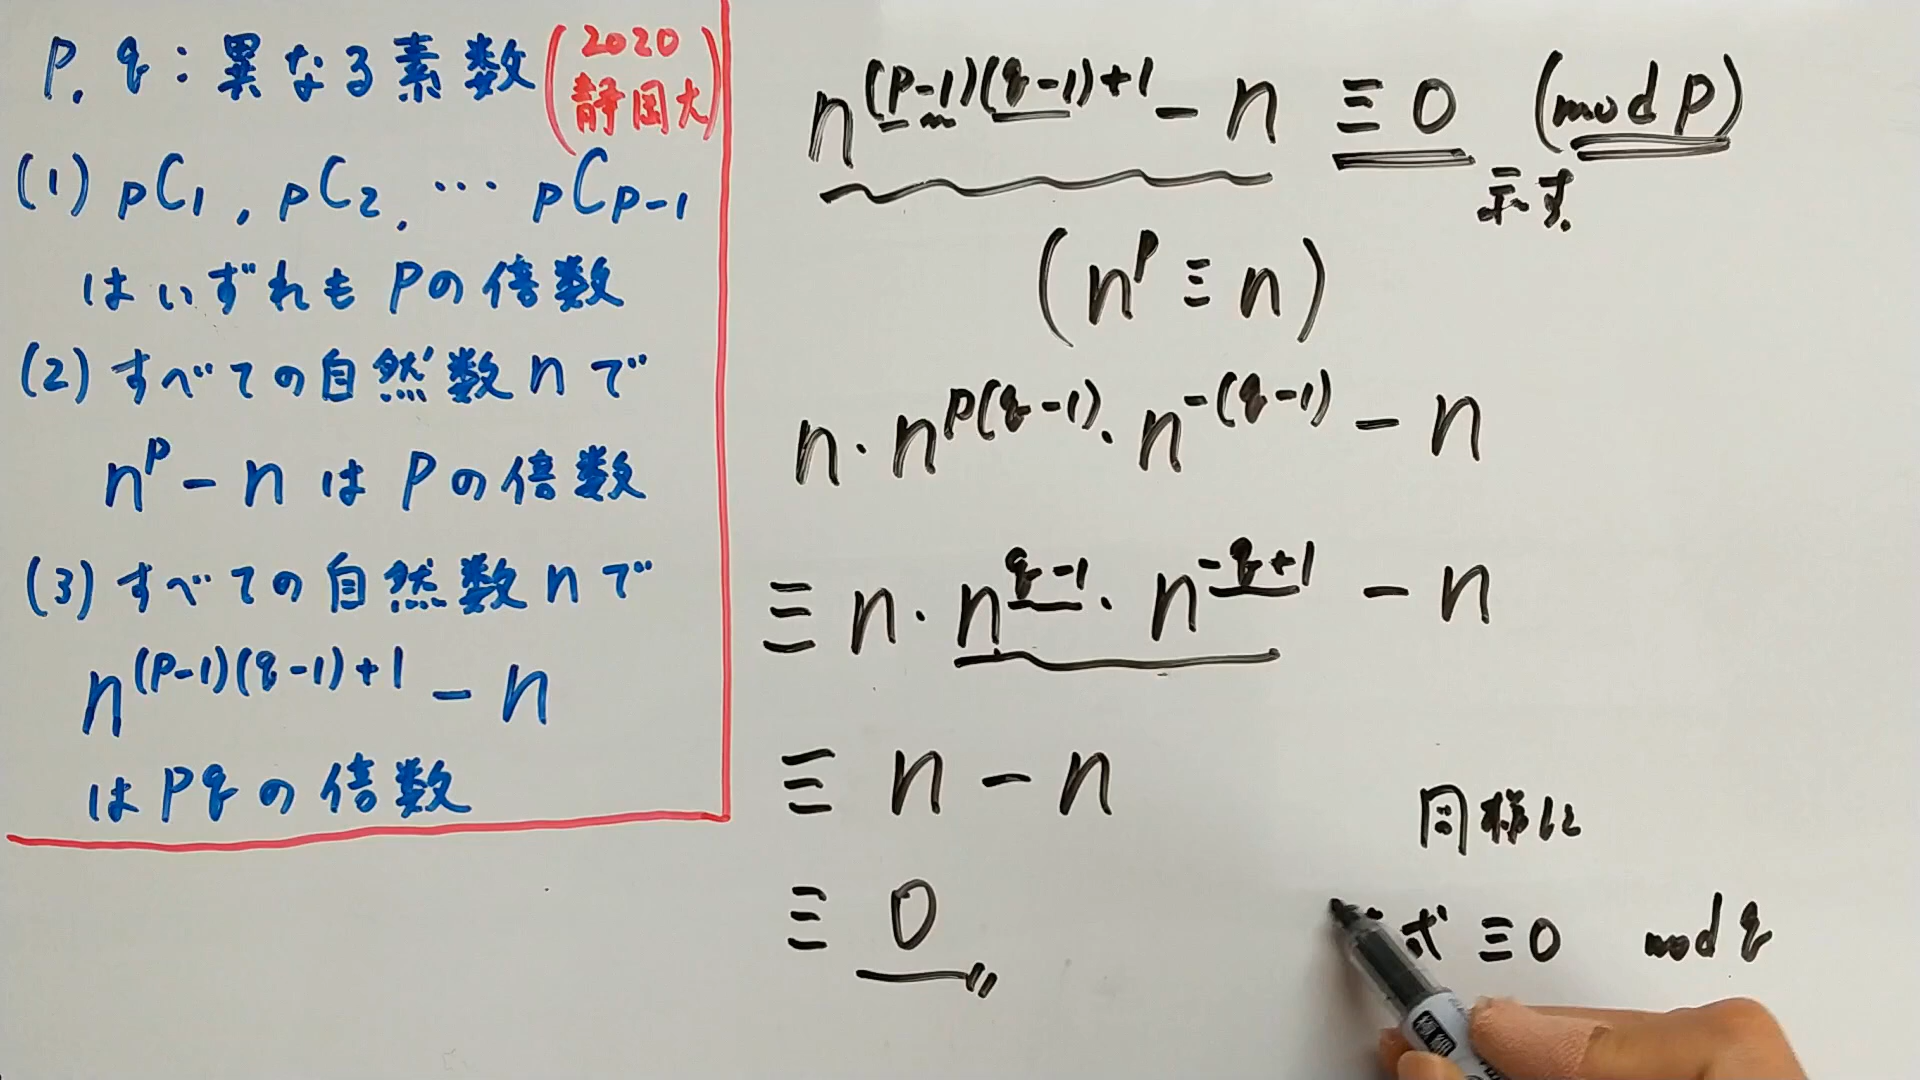 p, q : 異なる素数 (2020 静国大)
(1) pC1, pC2, … pCp-1
はいずれも pの倍数
(2) すべての自然数 n で
n^p - n は pの倍数
(3) すべての自然数 n で
n^(p-1)(q-1)+1 - n
は pq の倍数
n^(p-1)(q-1)+1 - n ≡ 0 (mod p)
示す.
(n^p ≡ n)
n・n^p(q-1)・n^-(q-1) - n
≡ n・n^q-1・n^-q+1 - n
≡ n - n
≡ 0
同様に
式 ≡ 0 mod q